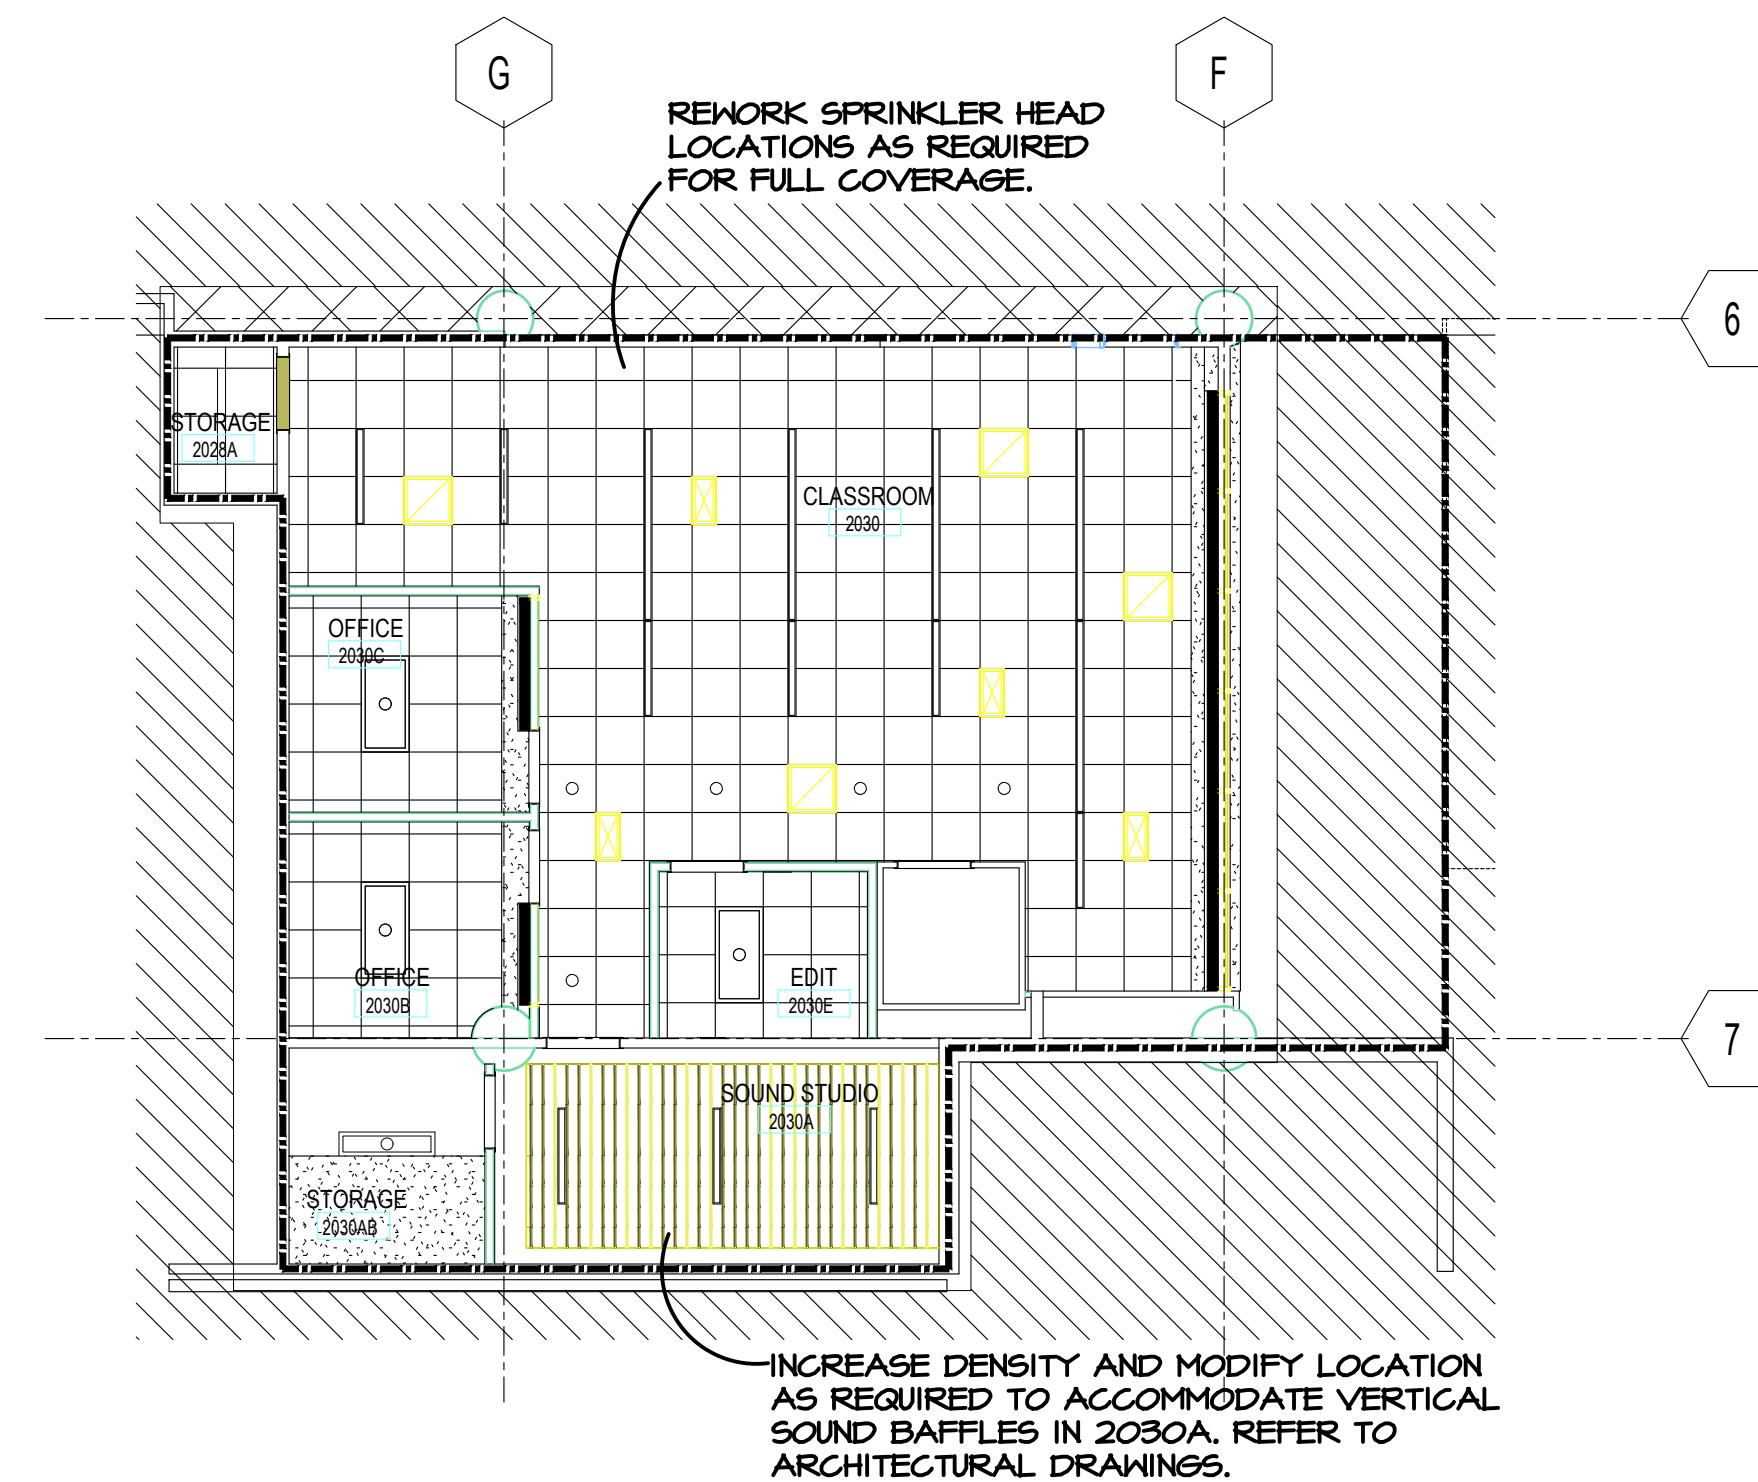 G
F
REWORK SPRINKLER HEAD
LOCATIONS AS REQUIRED
FOR FULL COVERAGE.
6
STORAGE
2028A
CLASSROOM
2030
OFFICE
2030C
OFFICE
2030B
EDIT
2030E
7
SOUND STUDIO
2030A
STORAGE
2030AB
INCREASE DENSITY AND MODIFY LOCATION
AS REQUIRED TO ACCOMMODATE VERTICAL
SOUND BAFFLES IN 2030A. REFER TO
ARCHITECTURAL DRAWINGS.